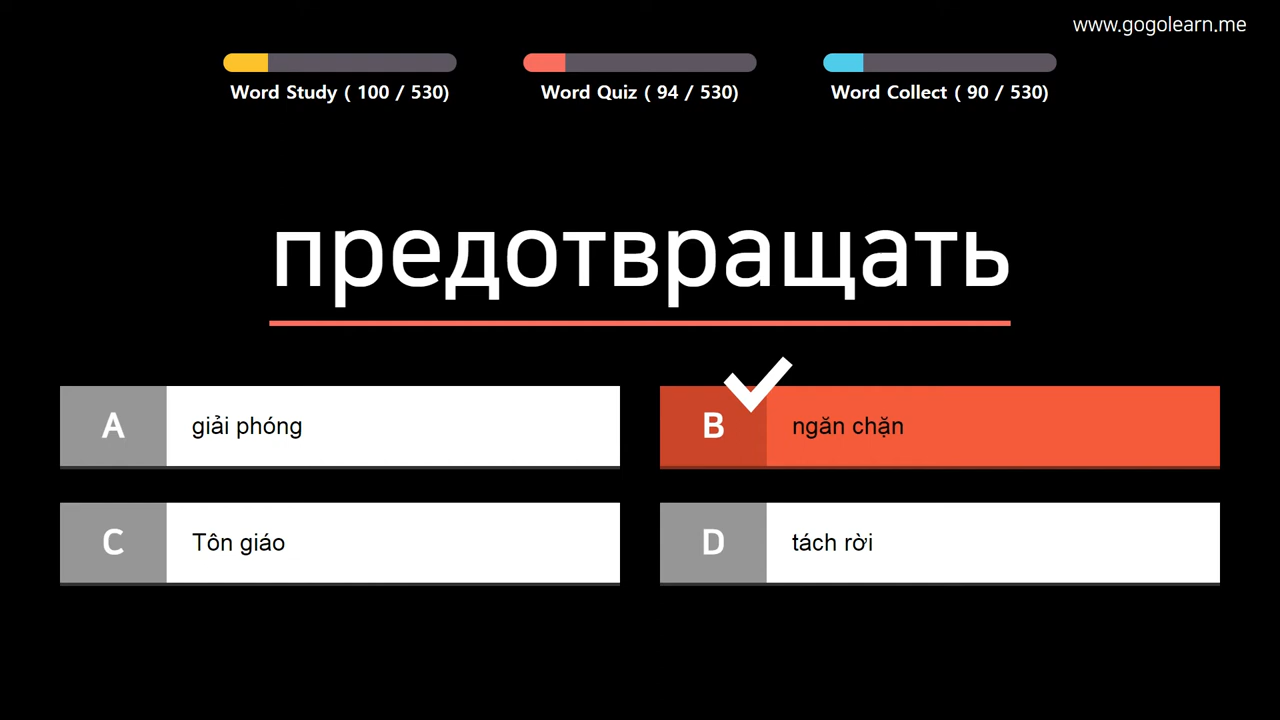 www.gogolearn.me
Word Study ( 100 / 530)
Word Quiz ( 94 / 530)
Word Collect ( 90 / 530)
предотвращать
A
giải phóng
B
ngăn chặn
C
Tôn giáo
D
tách rời